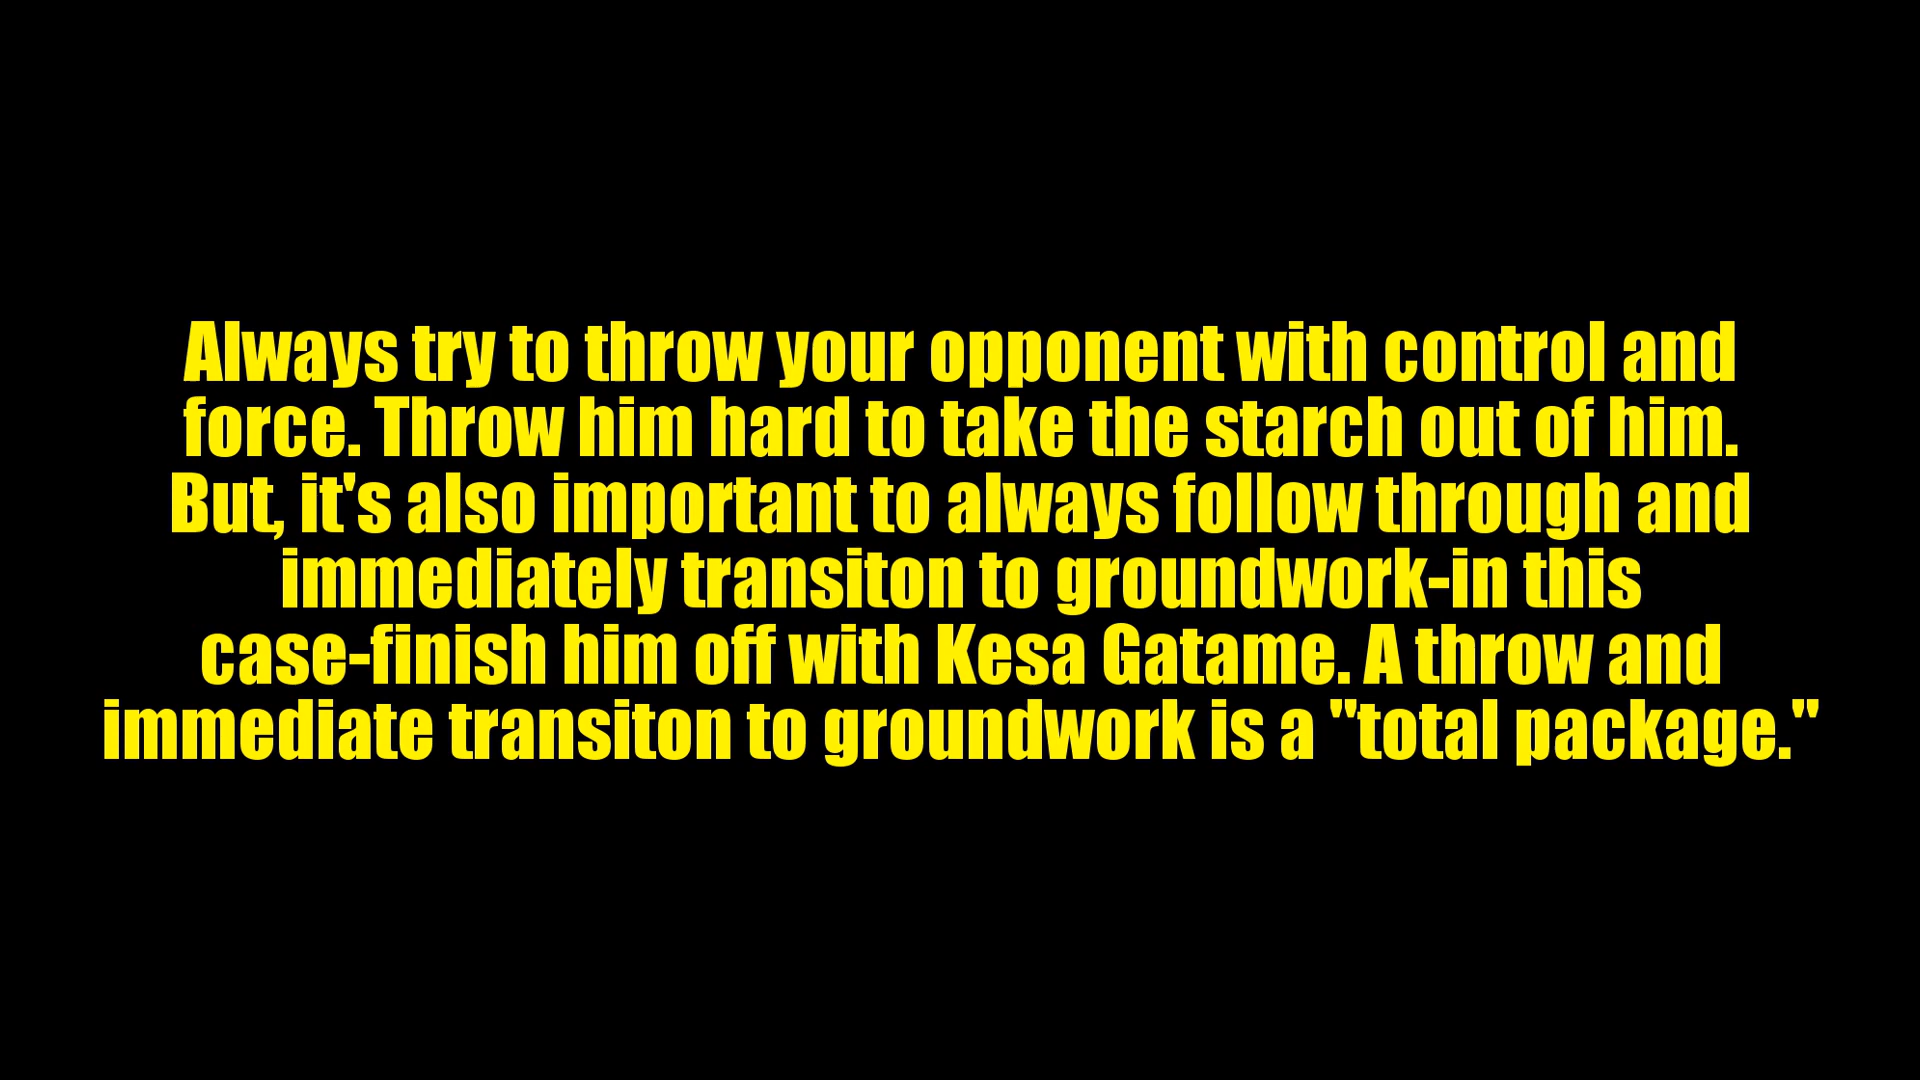 Always try to throw your opponent with control and
force. Throw him hard to take the starch out of him.
But, it's also important to always follow through and
immediately transiton to groundwork-in this
case-finish him off with Kesa Gatame. A throw and
immediate transiton to groundwork is a "total package."